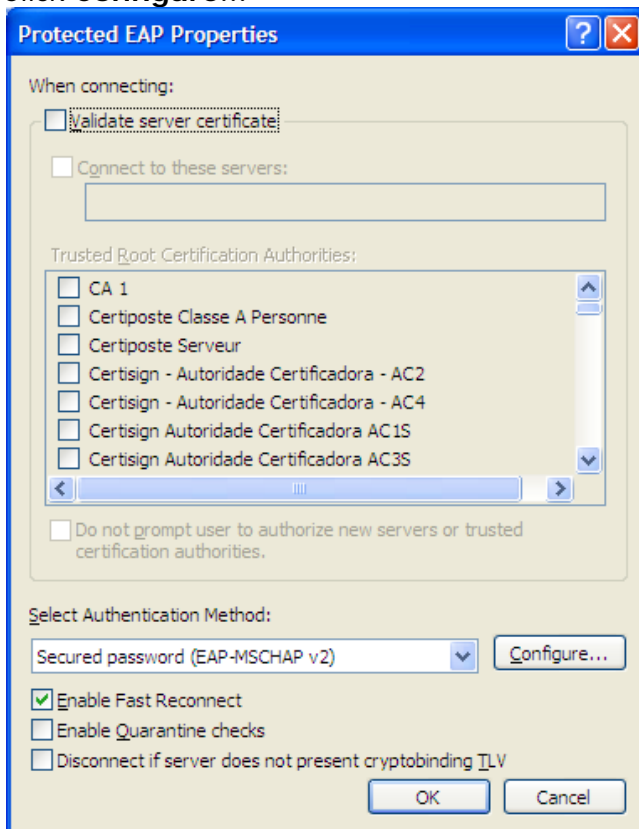 click Configure...
Protected EAP Properties
When connecting:
Validate server certificate
Connect to these servers:
Trusted Root Certification Authorities:
CA 1
Certiposte Classe A Personne
Certiposte Serveur
Certisign - Autoridade Certificadora - AC2
Certisign - Autoridade Certificadora - AC4
Certisign Autoridade Certificadora AC1S
Certisign Autoridade Certificadora AC3S
Do not prompt user to authorize new servers or trusted
certification authorities.
Select Authentication Method:
Secured password (EAP-MSCHAP v2)
Configure...
Enable Fast Reconnect
Enable Quarantine checks
Disconnect if server does not present cryptobinding TLV
OK
Cancel